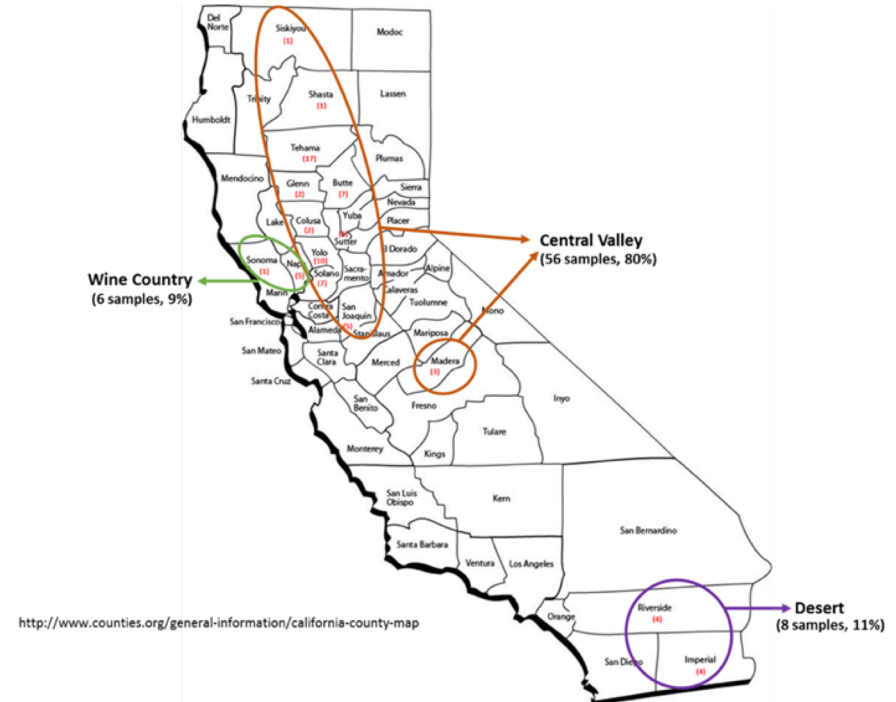 Del
Norte
Siskiyou
(1)
Modoc
Trinity
Shasta
(1)
Lassen
Humboldt
Tehama
(17)
Plumas
Mendocino
Glenn
(2)
Butte
(7)
Sierra
Nevada
Lake
Colusa
(2)
Yuba
Placer
Sutter
Sonoma
(1)
Napa
(5)
Yolo
(10)
El Dorado
Solano
(7)
Sacra-
mento
Amador
Alpine
Marin
Calaveras
Tuolumne
Mono
Contra
Costa
San
Joaquin
(5)
San Francisco
Alameda
Stanislaus
Mariposa
San Mateo
Santa
Clara
Merced
Madera
(3)
Santa Cruz
San
Benito
Fresno
Inyo
Tulare
Monterey
Kings
San Luis
Obispo
Kern
San Bernardino
Santa Barbara
Ventura
Los Angeles
Orange
Riverside
(4)
San Diego
Imperial
(4)
Central Valley
(56 samples, 80%)
Wine Country
(6 samples, 9%)
Desert
(8 samples, 11%)
http://www.counties.org/general-information/california-county-map